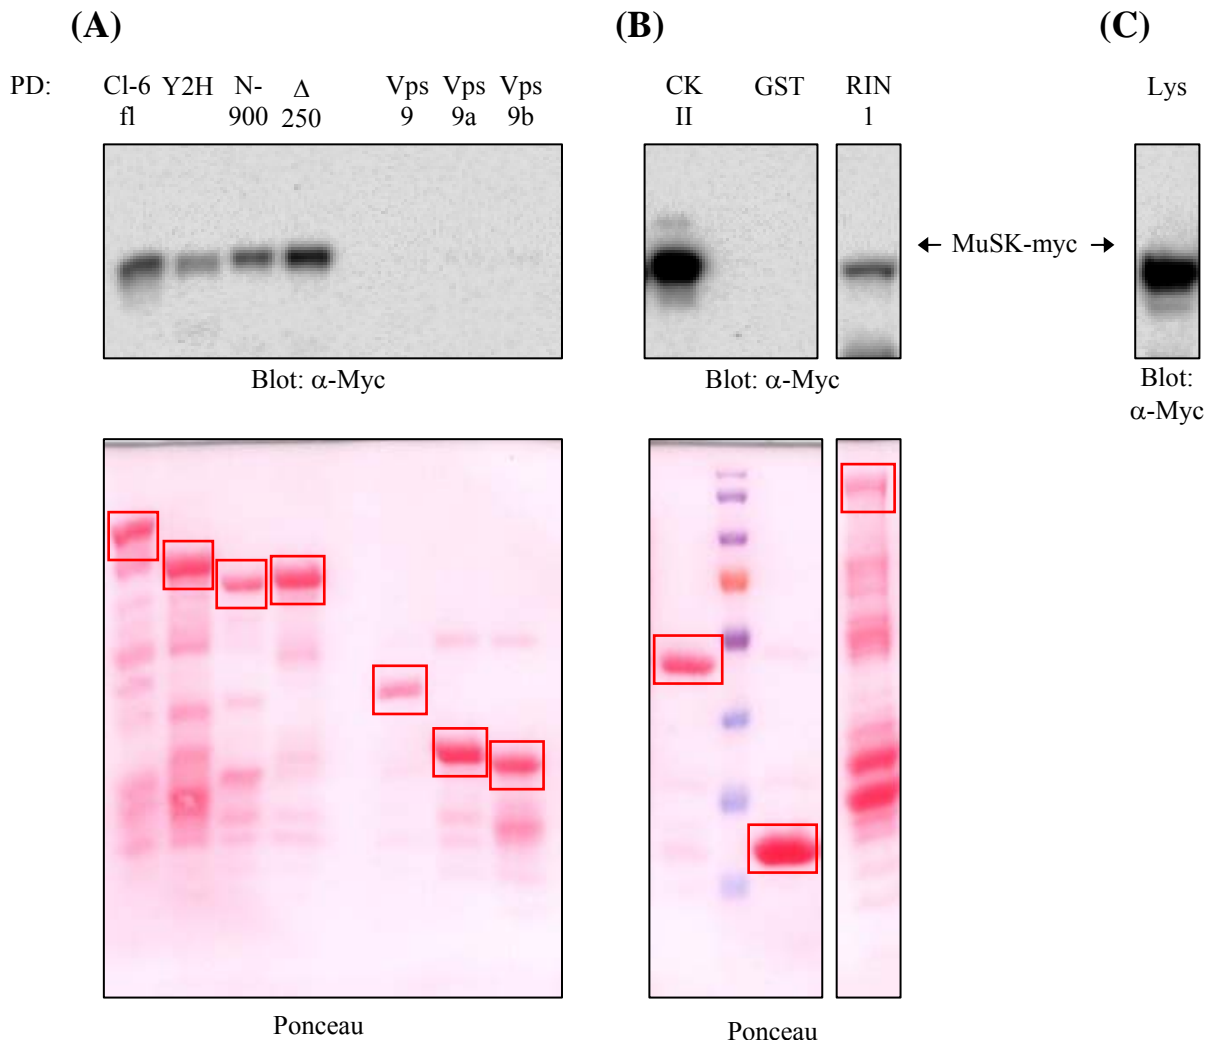 (A) (B) (C)
PD: Cl-6 Y2H N- Δ Vps Vps Vps CK GST RIN Lys
fl 900 250 9 9a 9b II 1
← MuSK-myc →
Blot: α-Myc Blot: α-Myc Blot:
α-Myc
Ponceau Ponceau